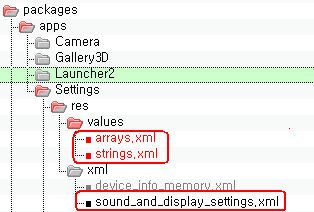 packages
apps
Camera
Gallery3D
Launcher2
Settings
res
values
arrays.xml
strings.xml
xml
device_info_memory.xml
sound_and_display_settings.xml